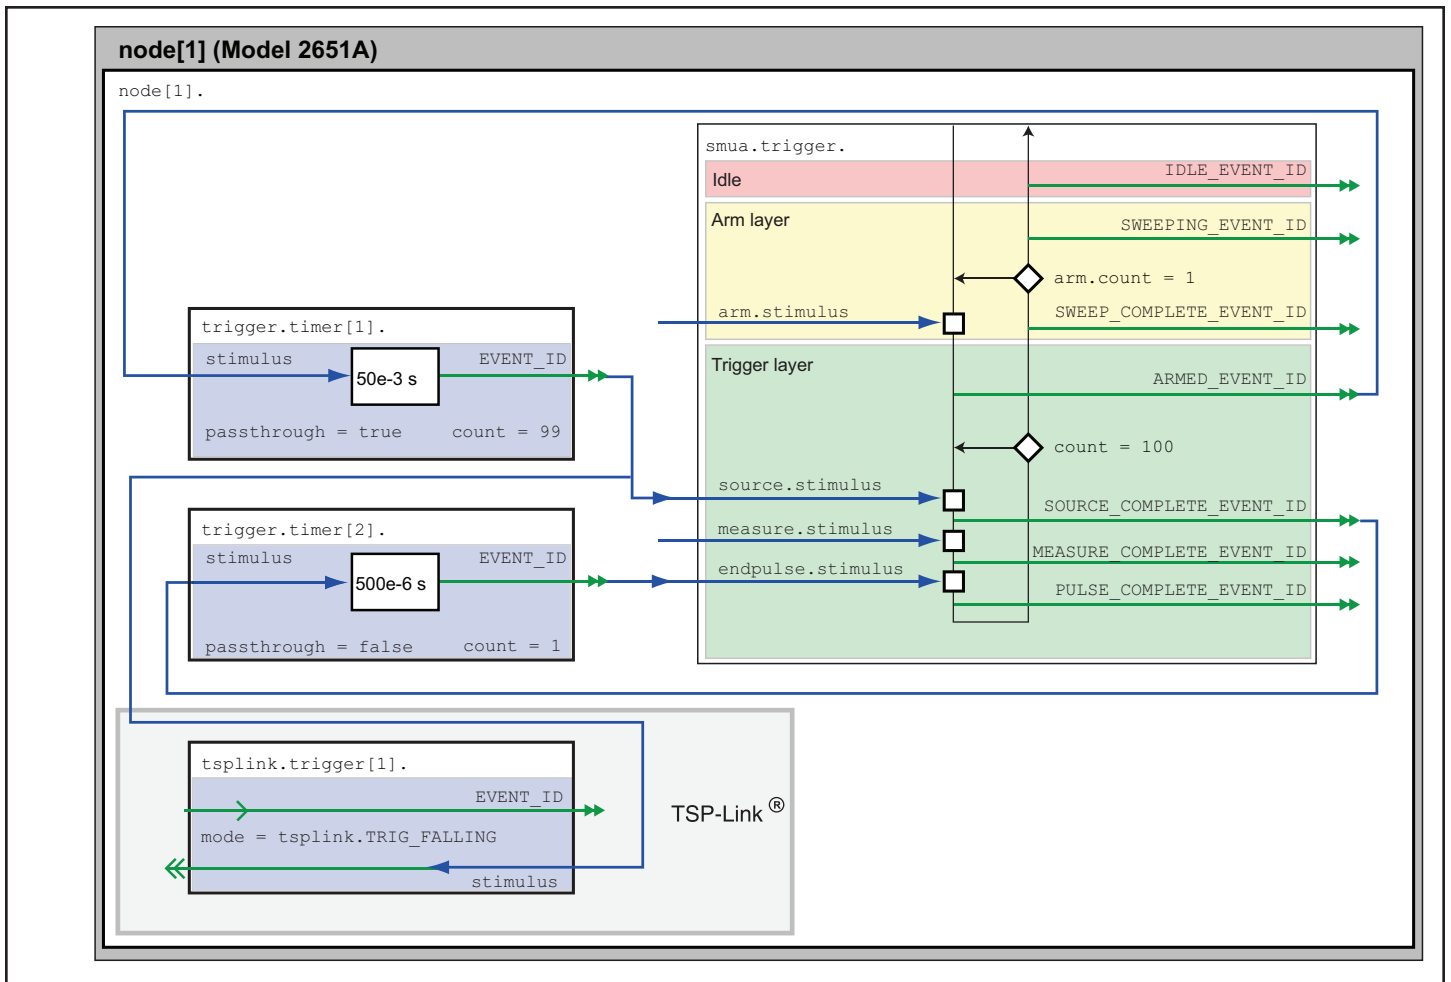 node[1] (Model 2651A)
node[1].
smua.trigger.
Idle
IDLE_EVENT_ID
Arm layer
SWEEPING_EVENT_ID
arm.count = 1
arm.stimulus
SWEEP_COMPLETE_EVENT_ID
Trigger layer
ARMED_EVENT_ID
count = 100
source.stimulus
SOURCE_COMPLETE_EVENT_ID
measure.stimulus
MEASURE_COMPLETE_EVENT_ID
endpulse.stimulus
PULSE_COMPLETE_EVENT_ID
trigger.timer[1].
stimulus
EVENT_ID
50e-3 s
passthrough = true
count = 99
trigger.timer[2].
stimulus
EVENT_ID
500e-6 s
passthrough = false
count = 1
tsplink.trigger[1].
EVENT_ID
mode = tsplink.TRIG_FALLING
stimulus
TSP-Link ®